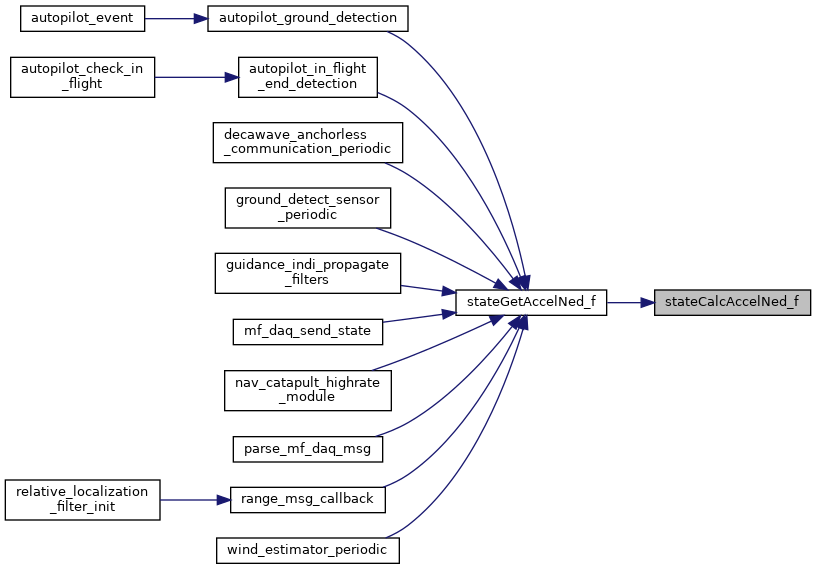 autopilot_event
autopilot_ground_detection
autopilot_check_in
_flight
autopilot_in_flight
_end_detection
decawave_anchorless
_communication_periodic
ground_detect_sensor
_periodic
guidance_indi_propagate
_filters
stateGetAccelNed_f
stateCalcAccelNed_f
mf_daq_send_state
nav_catapult_highrate
_module
parse_mf_daq_msg
relative_localization
_filter_init
range_msg_callback
wind_estimator_periodic